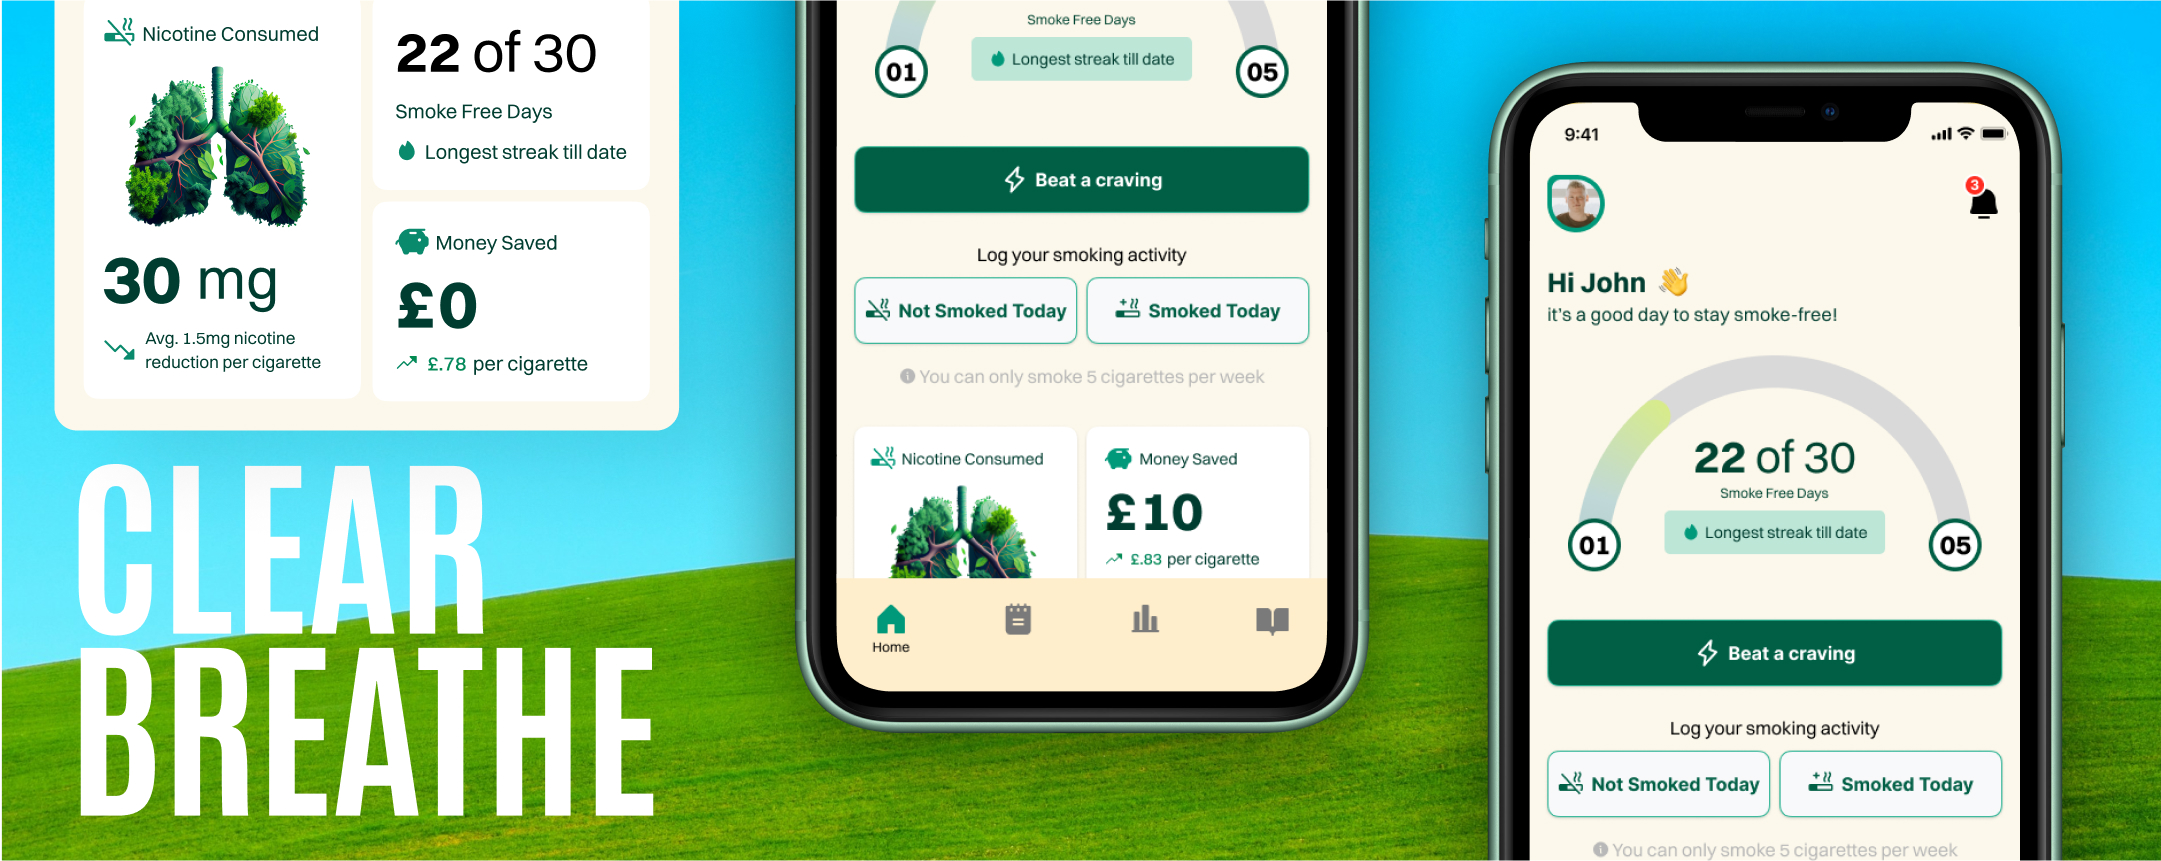 Nicotine Consumed
30 mg
Avg. 1.5mg nicotine
reduction per cigarette
22 of 30
Smoke Free Days
Longest streak till date
Money Saved
£0
£.78 per cigarette
CLEAR
BREATHE
Smoke Free Days
Longest streak till date
01
05
Beat a craving
Log your smoking activity
Not Smoked Today
Smoked Today
You can only smoke 5 cigarettes per week
Nicotine Consumed
Money Saved
£10
£.83 per cigarette
Home
9:41
3
Hi John 👋
it's a good day to stay smoke-free!
22 of 30
Smoke Free Days
Longest streak till date
01
05
Beat a craving
Log your smoking activity
Not Smoked Today
Smoked Today
You can only smoke 5 cigarettes per week